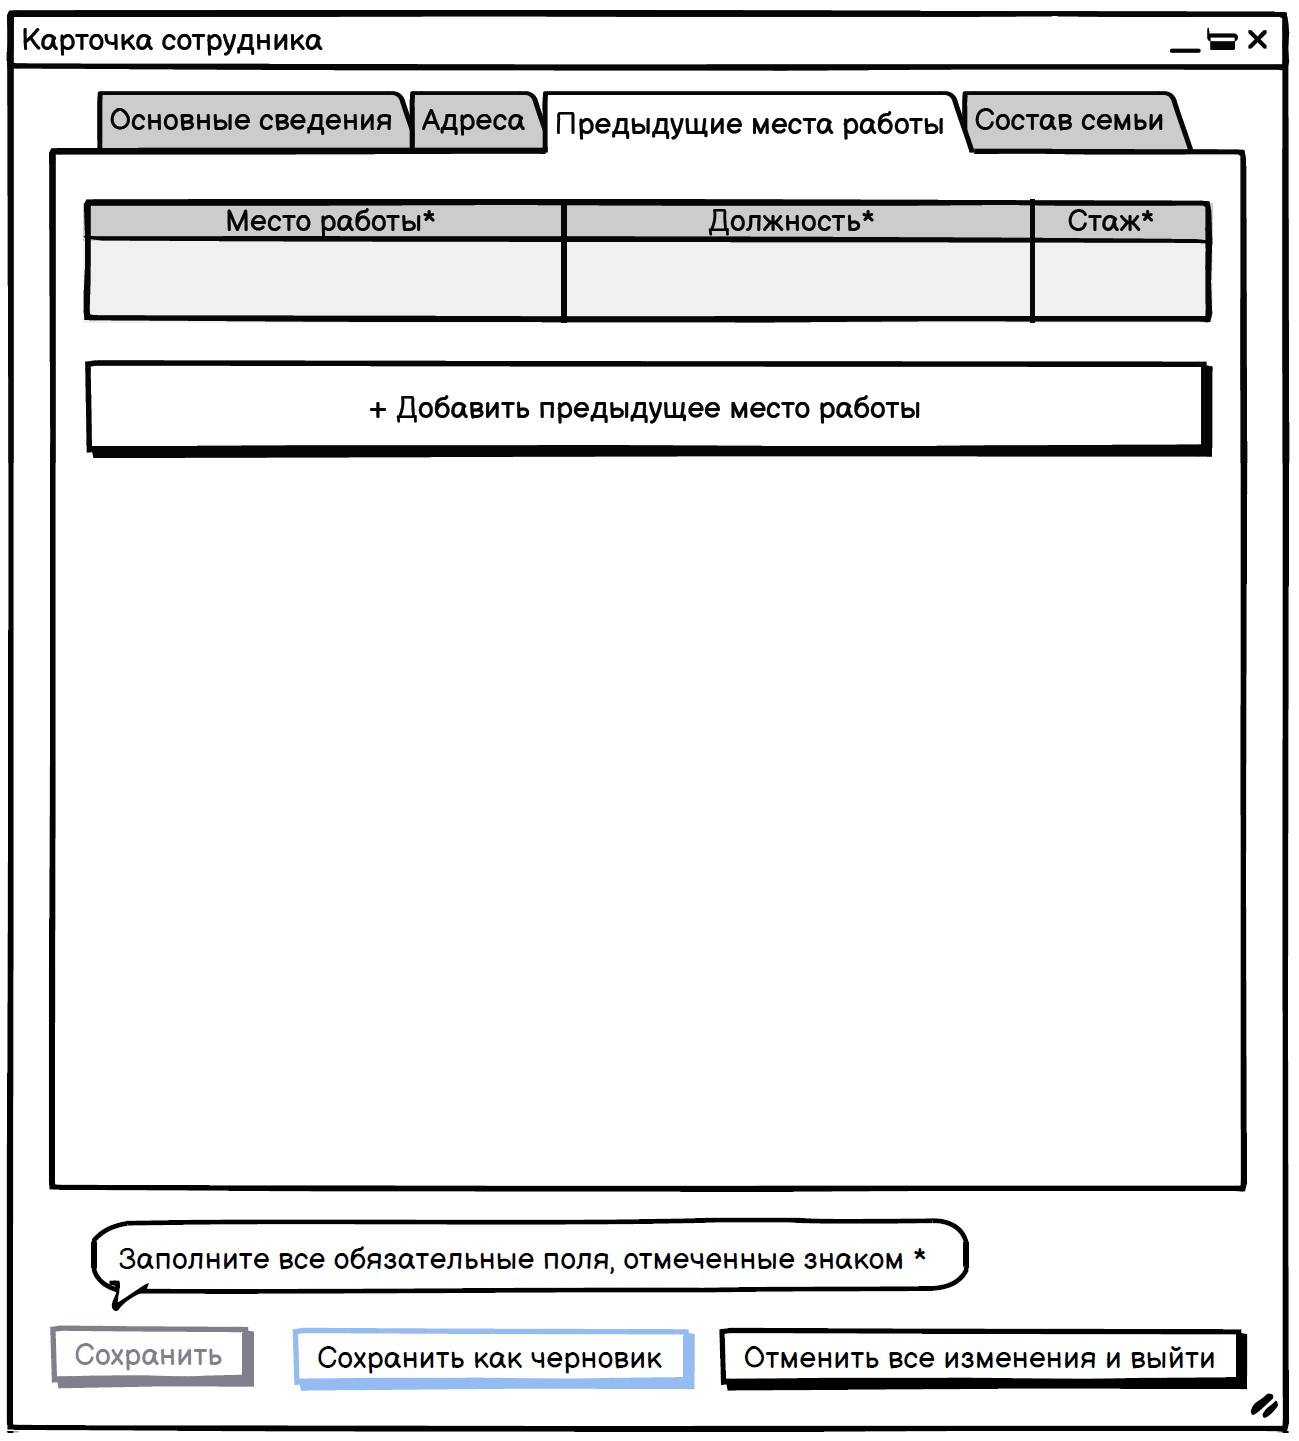 Карточка сотрудника
Основные сведения
Адреса
Предыдущие места работы
Состав семьи
Место работы*
Должность*
Стаж*
+ Добавить предыдущее место работы
Заполните все обязательные поля, отмеченные знаком *
Сохранить
Сохранить как черновик
Отменить все изменения и выйти